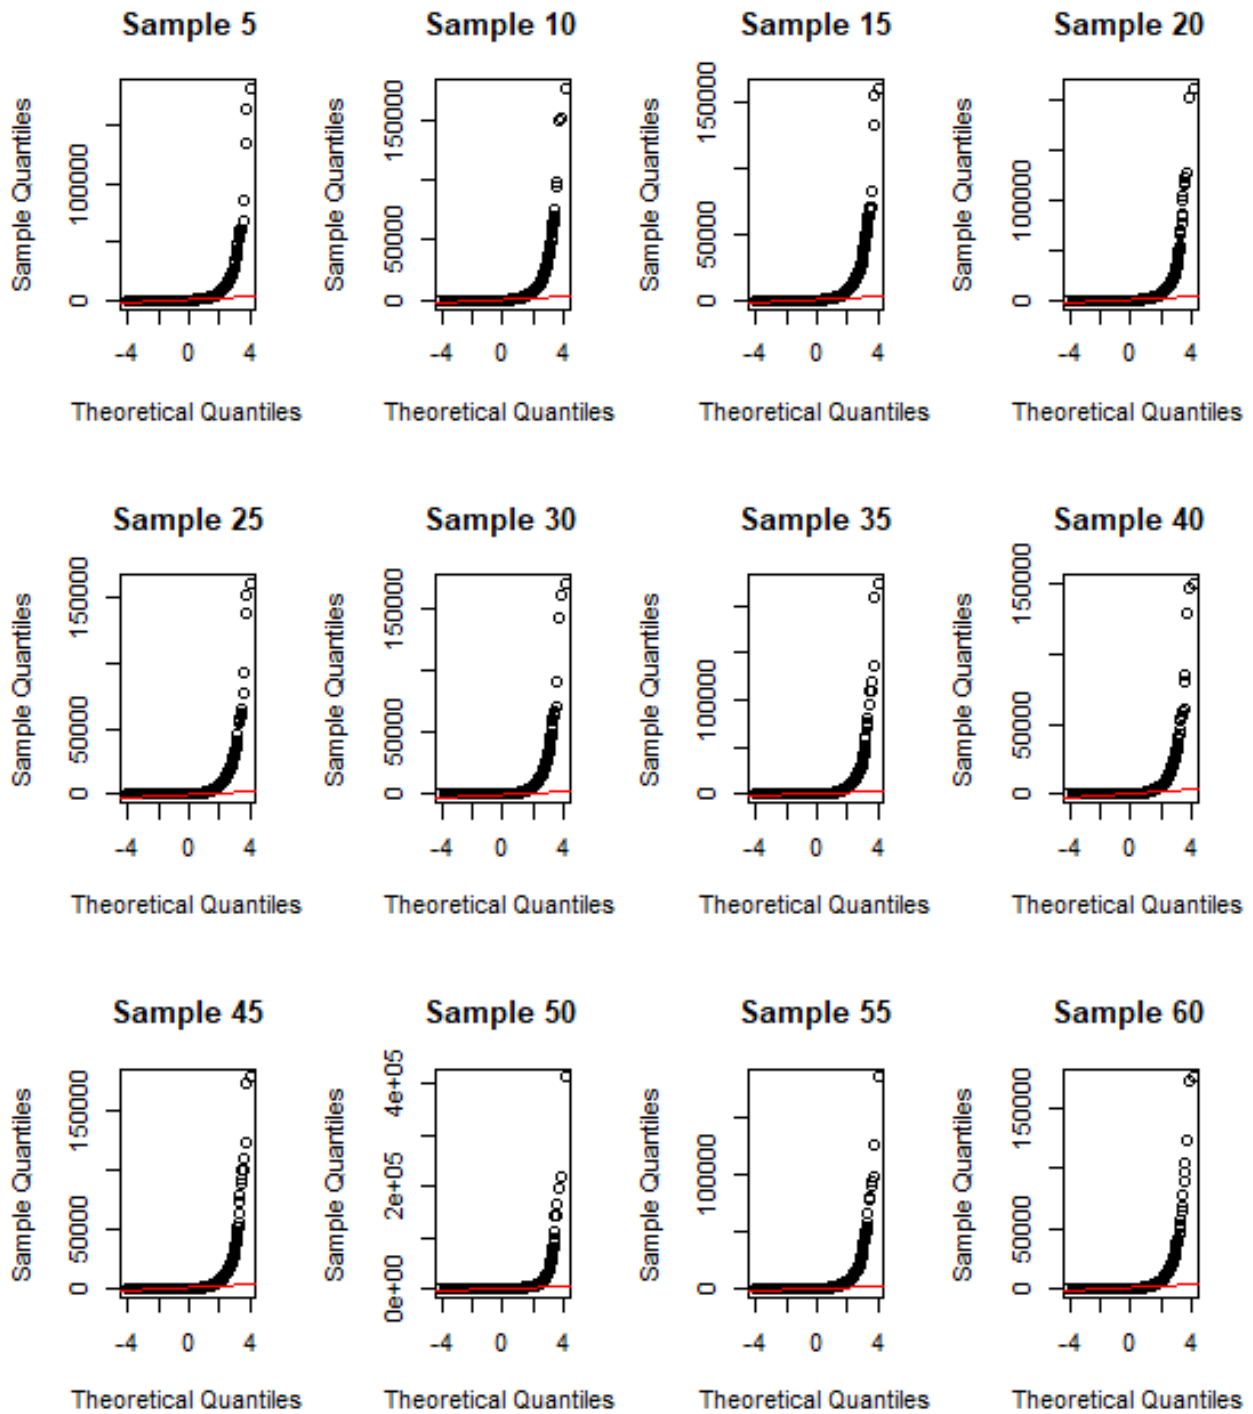 Sample 5
Sample Quantiles
0
100000
-4 0 4
Theoretical Quantiles
Sample 10
Sample Quantiles
0
50000
150000
-4 0 4
Theoretical Quantiles
Sample 15
Sample Quantiles
0
50000
150000
-4 0 4
Theoretical Quantiles
Sample 20
Sample Quantiles
0
100000
-4 0 4
Theoretical Quantiles
Sample 25
Sample Quantiles
0
50000
150000
-4 0 4
Theoretical Quantiles
Sample 30
Sample Quantiles
0
50000
150000
-4 0 4
Theoretical Quantiles
Sample 35
Sample Quantiles
0
100000
-4 0 4
Theoretical Quantiles
Sample 40
Sample Quantiles
0
50000
150000
-4 0 4
Theoretical Quantiles
Sample 45
Sample Quantiles
0
50000
150000
-4 0 4
Theoretical Quantiles
Sample 50
Sample Quantiles
0e+00
2e+05
4e+05
-4 0 4
Theoretical Quantiles
Sample 55
Sample Quantiles
0
100000
-4 0 4
Theoretical Quantiles
Sample 60
Sample Quantiles
0
50000
150000
-4 0 4
Theoretical Quantiles